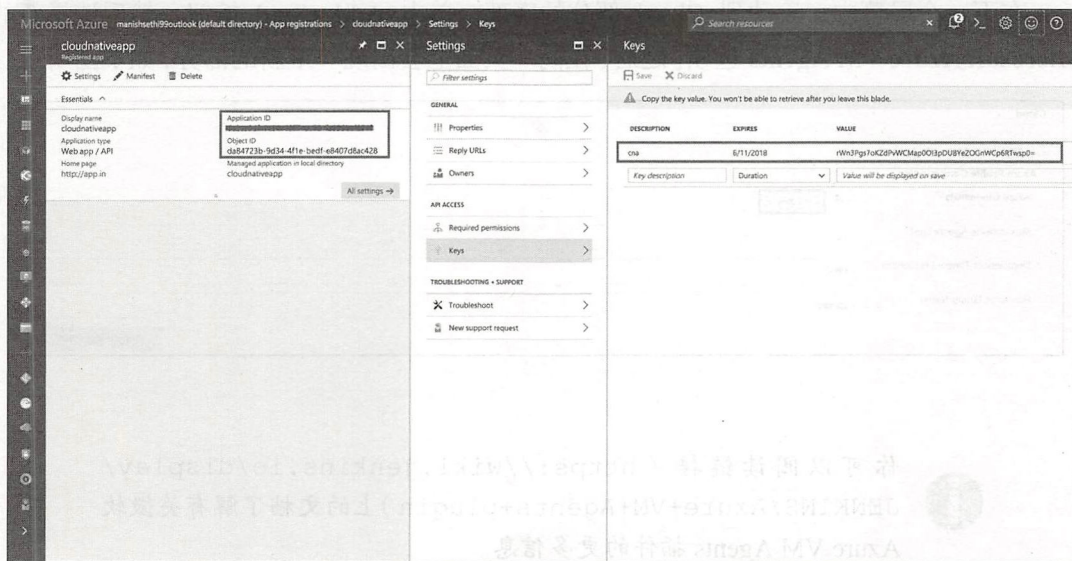 Microsoft Azure manishsethi99outlook (default directory) - App registrations > cloudnativeapp > Settings > Keys
Search resources
2
cloudnativeapp
Registered app
Settings Manifest Delete
Essentials
Display name
cloudnativeapp
Application type
Web app / API
Home page
http://app.in
Application ID
Object ID
da84723b-9d34-4f1e-bedf-e8407d8ac428
Managed application in local directory
cloudnativeapp
All settings →
Settings
Filter settings
GENERAL
Properties
Reply URLs
Owners
API ACCESS
Required permissions
Keys
TROUBLESHOOTING + SUPPORT
Troubleshoot
New support request
Keys
Save Discard
Copy the key value. You won't be able to retrieve after you leave this blade.
DESCRIPTION EXPIRES VALUE
cna 6/11/2018
Key description Duration Value will be displayed on save